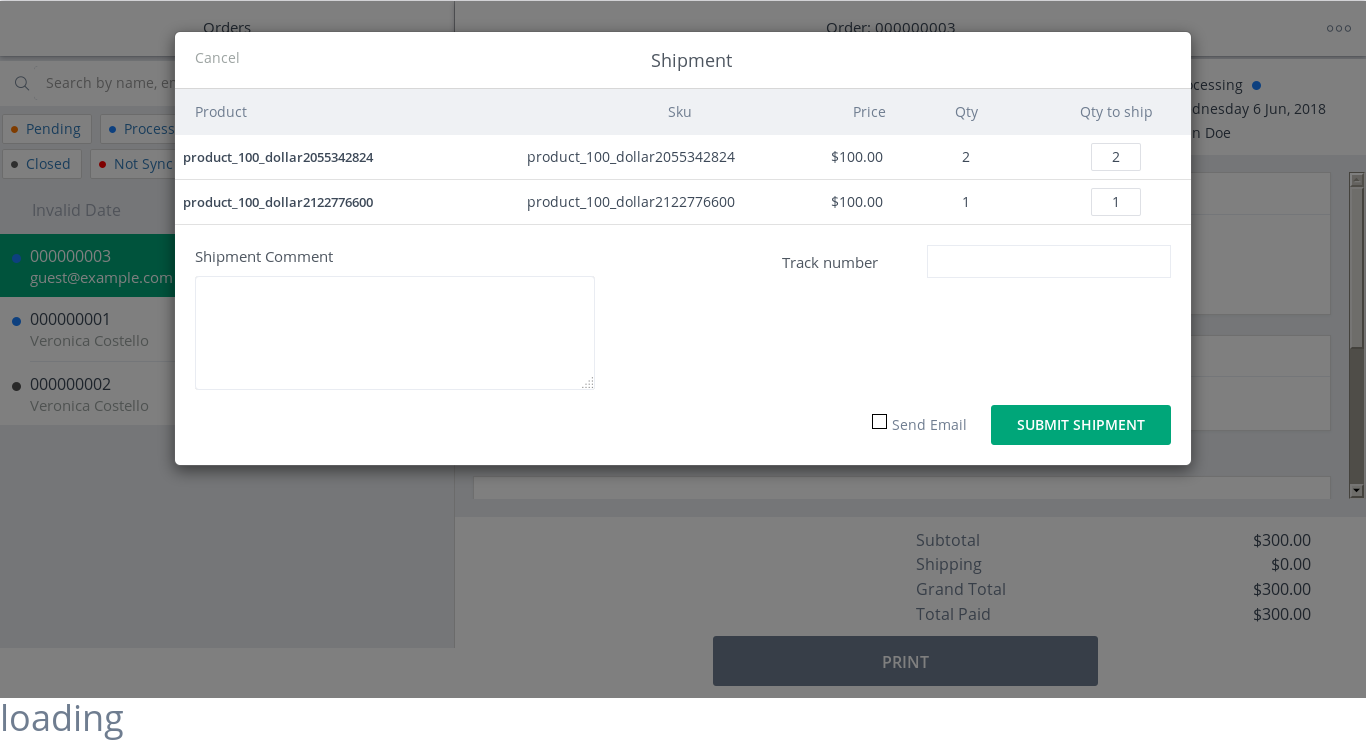 Orders
Order: 000000003
Cancel
Shipment
Search by name, em
Pending
Process
Closed
Not Sync
cessing
dnesday 6 Jun, 2018
n Doe
Product Sku Price Qty Qty to ship
product_100_dollar2055342824 product_100_dollar2055342824 $100.00 2 2
product_100_dollar2122776600 product_100_dollar2122776600 $100.00 1 1
Invalid Date
000000003
guest@example.com
000000001
Veronica Costello
000000002
Veronica Costello
Shipment Comment
Track number
Send Email
SUBMIT SHIPMENT
Subtotal $300.00
Shipping $0.00
Grand Total $300.00
Total Paid $300.00
PRINT
loading